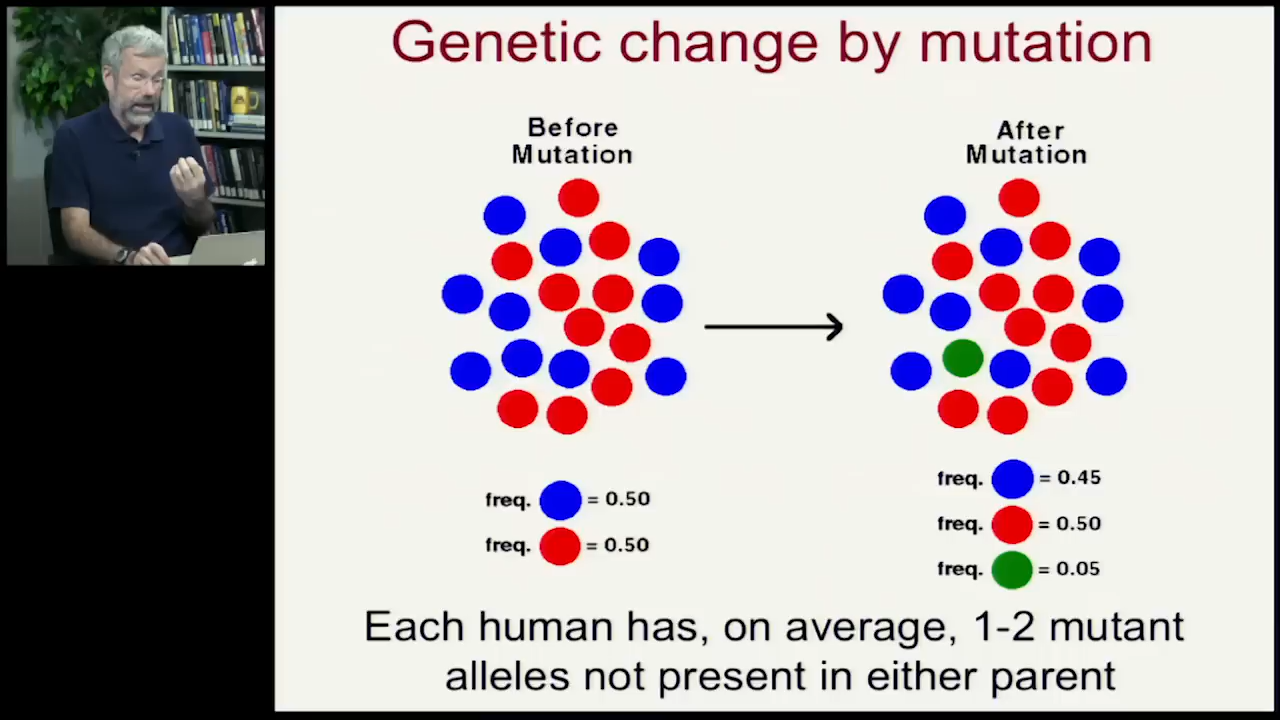 Genetic change by mutation
Before
Mutation
After
Mutation
freq. = 0.50
freq. = 0.50
freq. = 0.45
freq. = 0.50
freq. = 0.05
Each human has, on average, 1-2 mutant
alleles not present in either parent